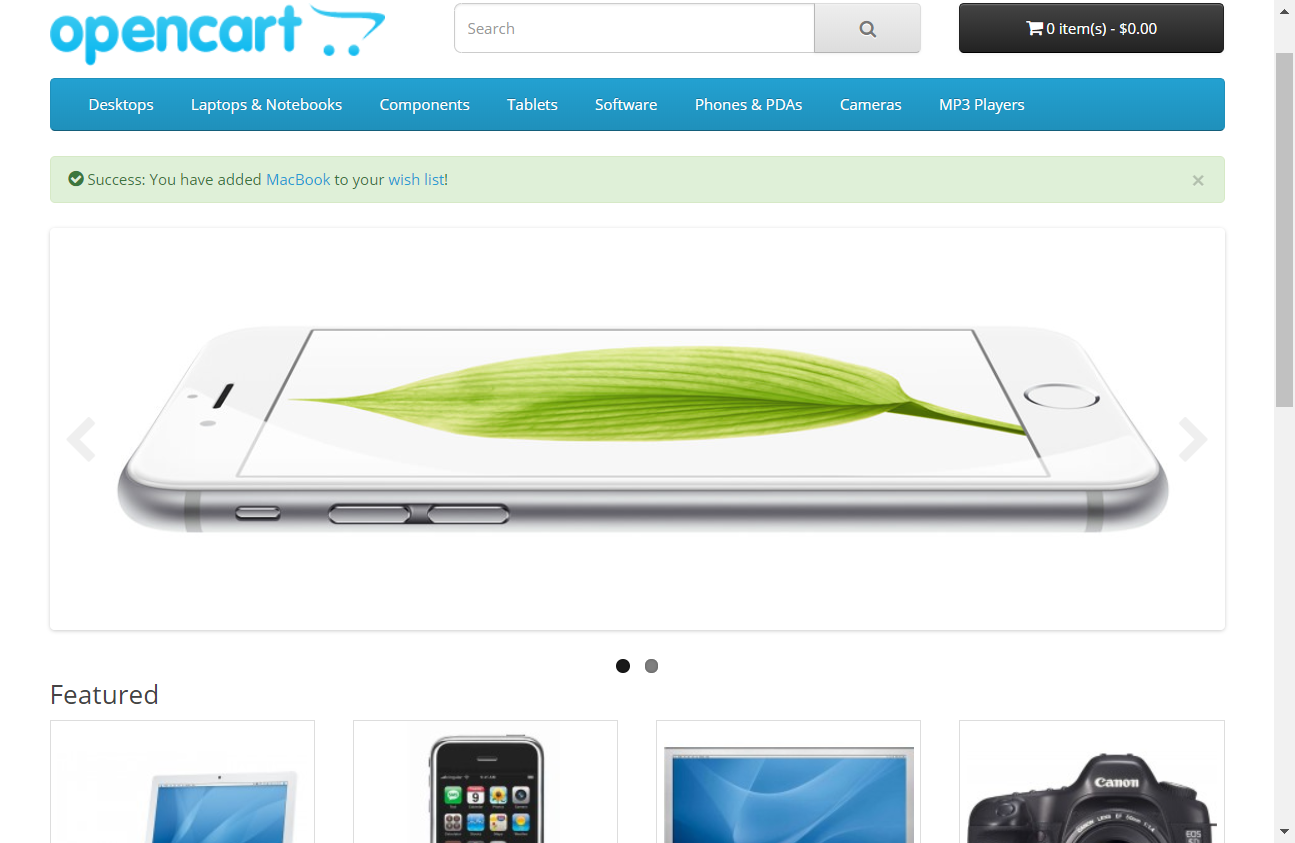 opencart
Search
0 item(s) - $0.00
Desktops Laptops & Notebooks Components Tablets Software Phones & PDAs Cameras MP3 Players
Success: You have added MacBook to your wish list!
×
Featured
Canon